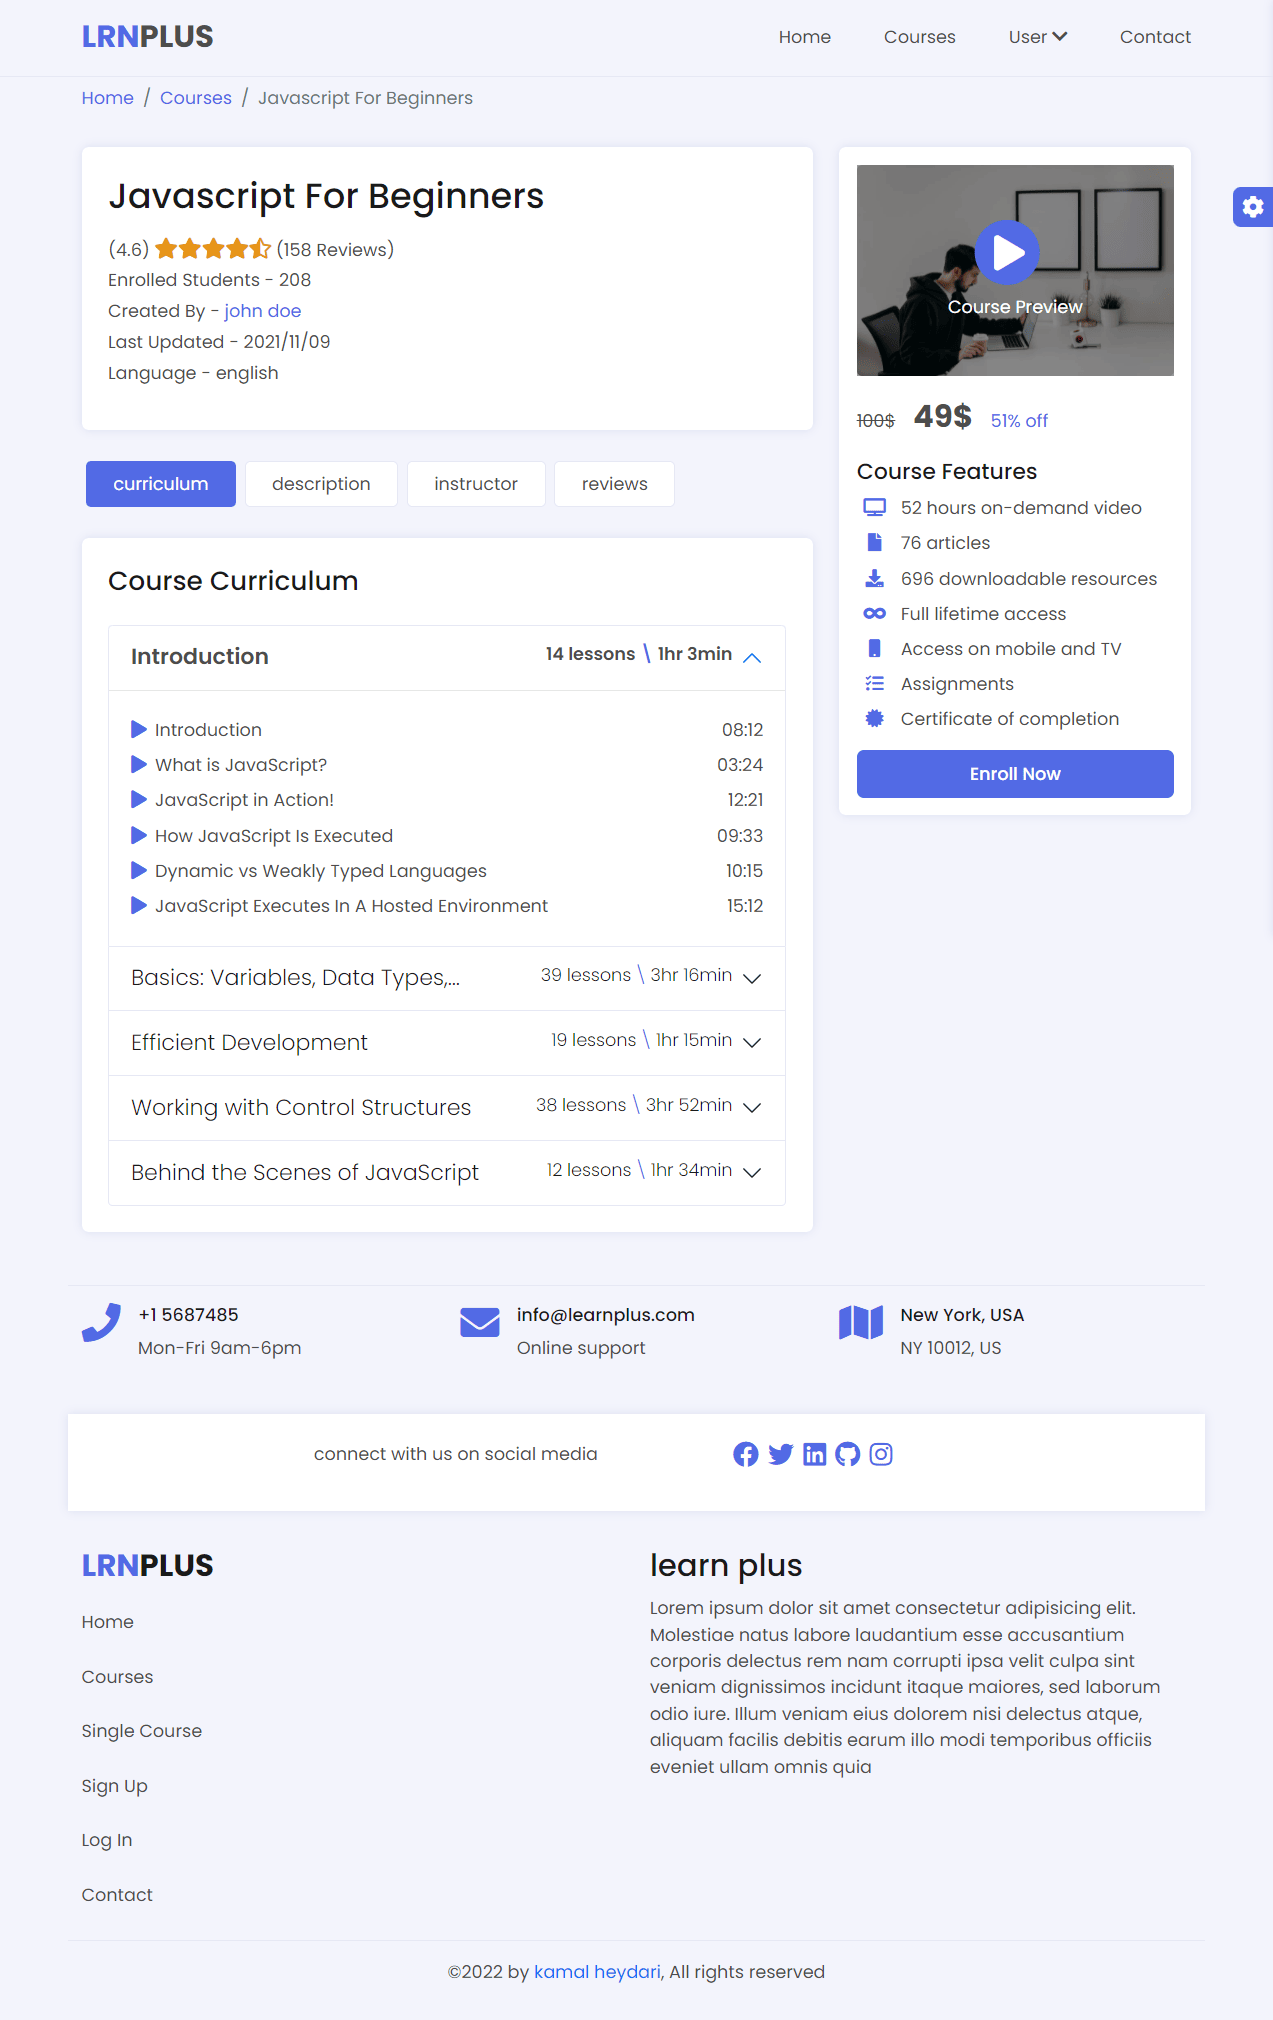 LRNPLUS
Home Courses User Contact
Home / Courses / Javascript For Beginners
Javascript For Beginners
(4.6) (158 Reviews)
Enrolled Students - 208
Created By - john doe
Last Updated - 2021/11/09
Language - english
Course Preview
100$ 49$ 51% off
Course Features
52 hours on-demand video
76 articles
696 downloadable resources
Full lifetime access
Access on mobile and TV
Assignments
Certificate of completion
Enroll Now
curriculum description instructor reviews
Course Curriculum
Introduction 14 lessons \ 1hr 3min
Introduction 08:12
What is JavaScript? 03:24
JavaScript in Action! 12:21
How JavaScript Is Executed 09:33
Dynamic vs Weakly Typed Languages 10:15
JavaScript Executes In A Hosted Environment 15:12
Basics: Variables, Data Types,... 39 lessons \ 3hr 16min
Efficient Development 19 lessons \ 1hr 15min
Working with Control Structures 38 lessons \ 3hr 52min
Behind the Scenes of JavaScript 12 lessons \ 1hr 34min
+1 5687485
Mon-Fri 9am-6pm
info@learnplus.com
Online support
New York, USA
NY 10012, US
connect with us on social media
LRNPLUS
Home
Courses
Single Course
Sign Up
Log In
Contact
learn plus
Lorem ipsum dolor sit amet consectetur adipisicing elit.
Molestiae natus labore laudantium esse accusantium
corporis delectus rem nam corrupti ipsa velit culpa sint
veniam dignissimos incidunt itaque maiores, sed laborum
odio iure. Illum veniam eius dolorem nisi delectus atque,
aliquam facilis debitis earum illo modi temporibus officiis
eveniet ullam omnis quia
©2022 by kamal heydari, All rights reserved